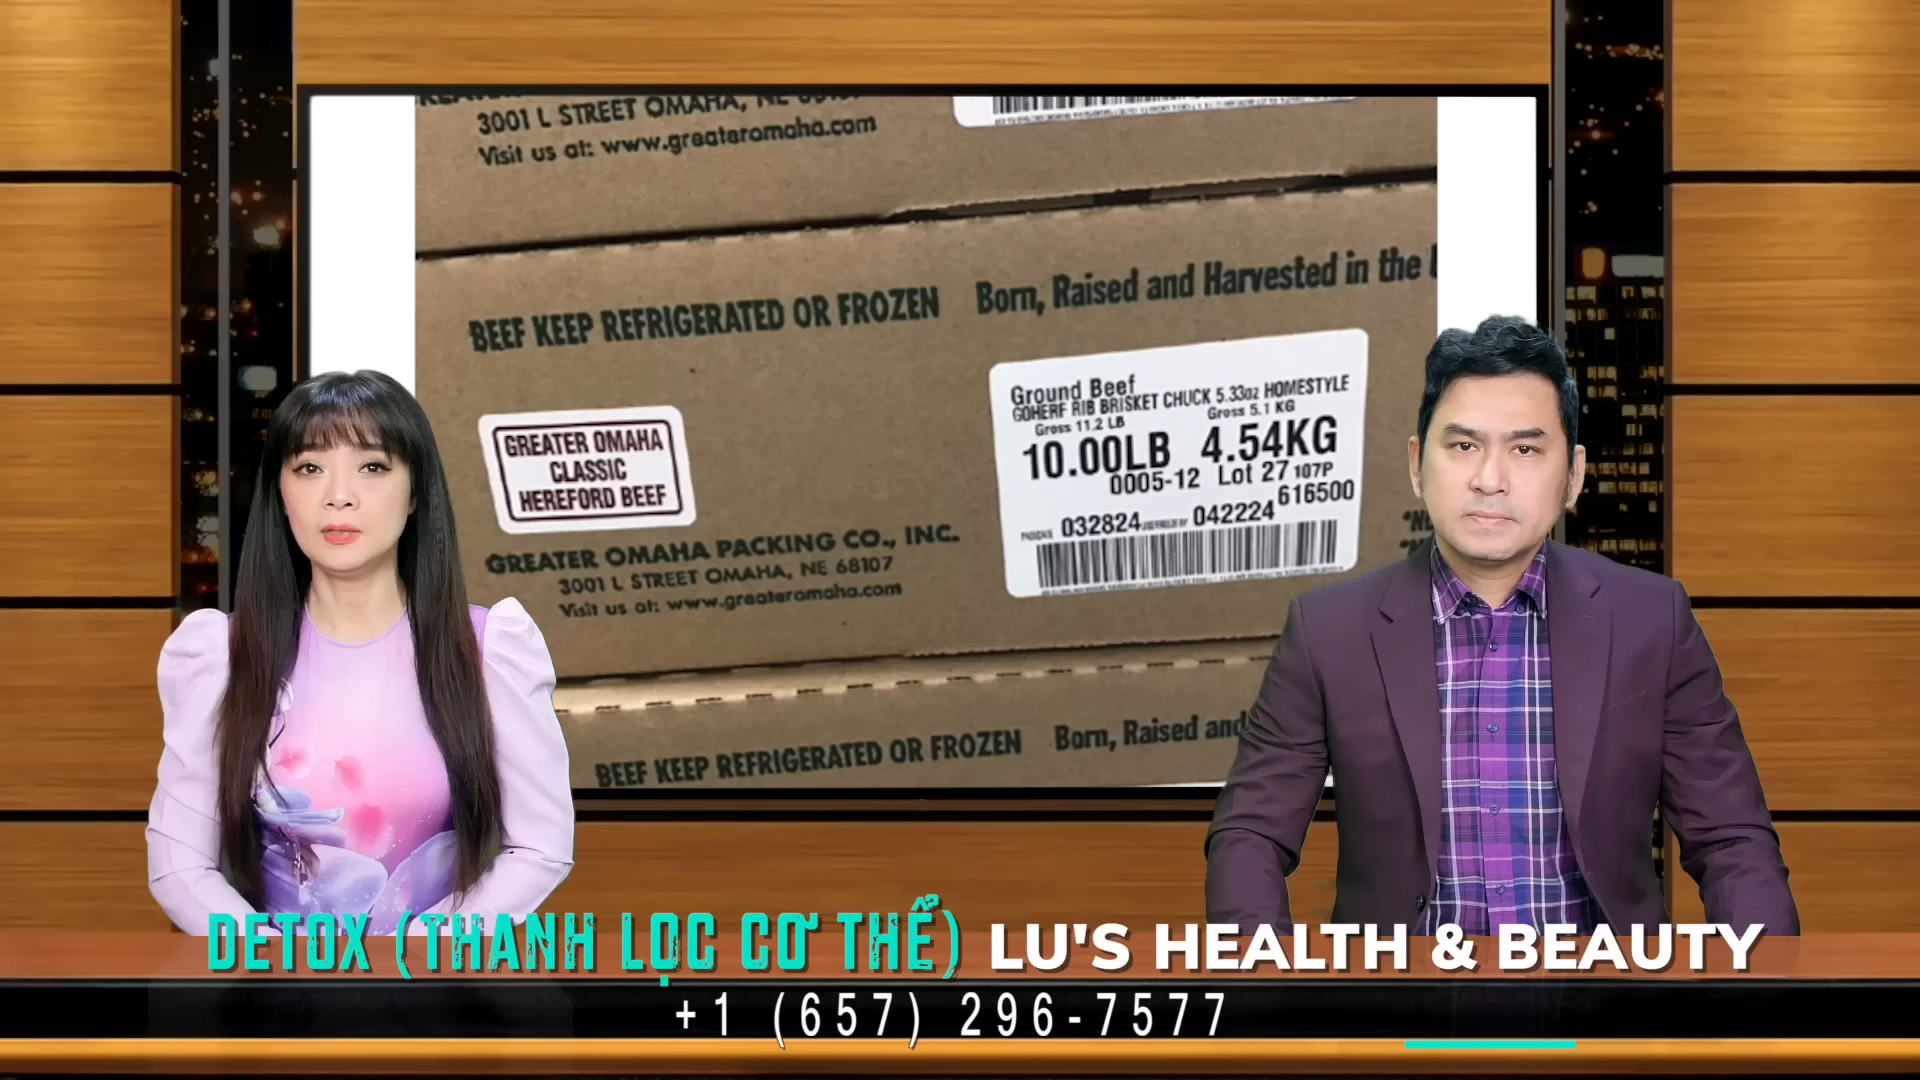 3001 L STREET OMAHA, NE
Visit us at: www.greateromaha.com
BEEF KEEP REFRIGERATED OR FROZEN Born, Raised and Harvested in the
GREATER OMAHA
CLASSIC
HEREFORD BEEF
Ground Beef
GOHERF RIB BRISKET CHUCK 5.33oz HOMESTYLE
Gross 11.2 LB Gross 5.1 KG
10.00LB 4.54KG
0005-12 Lot 27 107P
616500
032824 042224
GREATER OMAHA PACKING CO., INC.
3001 L STREET OMAHA, NE 68107
Visit us at: www.greateromaha.com
BEEF KEEP REFRIGERATED OR FROZEN Born, Raised and
DETOX (THANH LỌC CƠ THỂ) LU'S HEALTH & BEAUTY
+1 (657) 296-7577